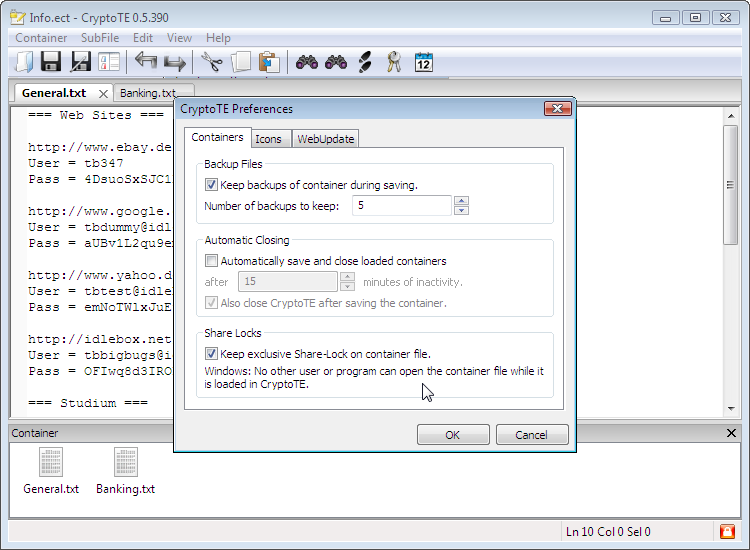 Info.ect - CryptoTE 0.5.390
Container SubFile Edit View Help
12
General.txt Banking.txt
=== Web Sites ===
http://www.ebay.de
User = tb347
Pass = 4DsuoSxSJC1
http://www.google.
User = tbdummy@idl
Pass = aUBv1L2qu9e
http://www.yahoo.d
User = tbtest@idle
Pass = emNoTWlxJuE
http://idlebox.net
User = tbbigbugs@i
Pass = OFIwq8d3IRO
=== Studium ===
CryptoTE Preferences
Containers Icons WebUpdate
Backup Files
Keep backups of container during saving.
Number of backups to keep: 5
Automatic Closing
Automatically save and close loaded containers
after 15 minutes of inactivity.
Also close CryptoTE after saving the container.
Share Locks
Keep exclusive Share-Lock on container file.
Windows: No other user or program can open the container file while it
is loaded in CryptoTE.
OK Cancel
Container
General.txt Banking.txt
Ln 10 Col 0 Sel 0